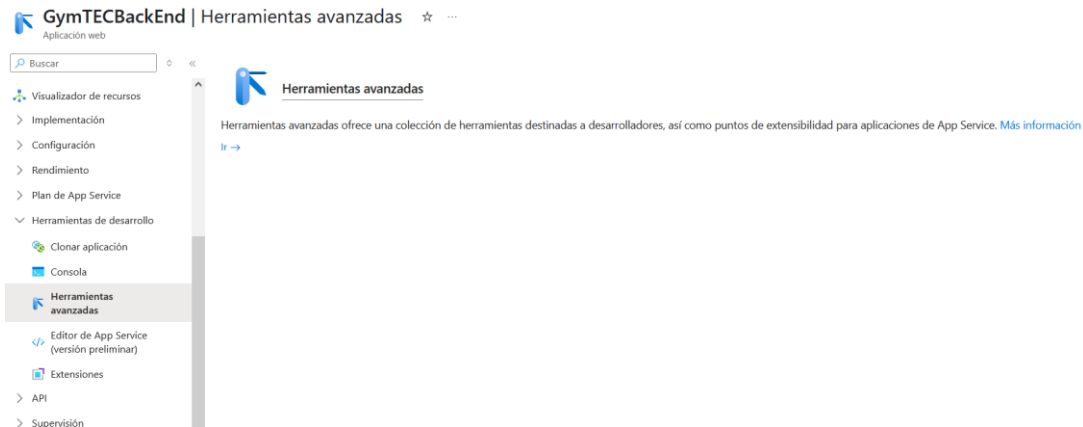 GymTECBackEnd | Herramientas avanzadas
Aplicación web
Buscar
Visualizador de recursos
Implementación
Configuración
Rendimiento
Plan de App Service
Herramientas de desarrollo
Clonar aplicación
Consola
Herramientas
avanzadas
Editor de App Service
(versión preliminar)
Extensiones
API
Supervisión
Herramientas avanzadas
Herramientas avanzadas ofrece una colección de herramientas destinadas a desarrolladores, así como puntos de extensibilidad para aplicaciones de App Service. Más información
Ir →